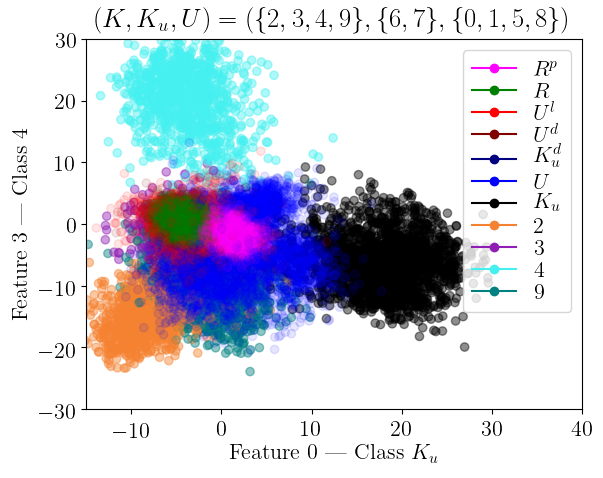 (K, K_u, U) = ({2, 3, 4, 9}, {6, 7}, {0, 1, 5, 8})
30
20
10
0
−10
−20
−30
−10 0 10 20 30 40
Feature 3 — Class 4
Feature 0 — Class K_u
R^p
R
U^l
U^d
K_u^d
U
K_u
2
3
4
9